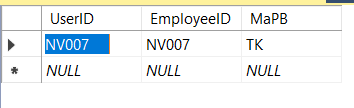 UserID EmployeeID MaPB
NV007 NV007 TK
NULL NULL NULL